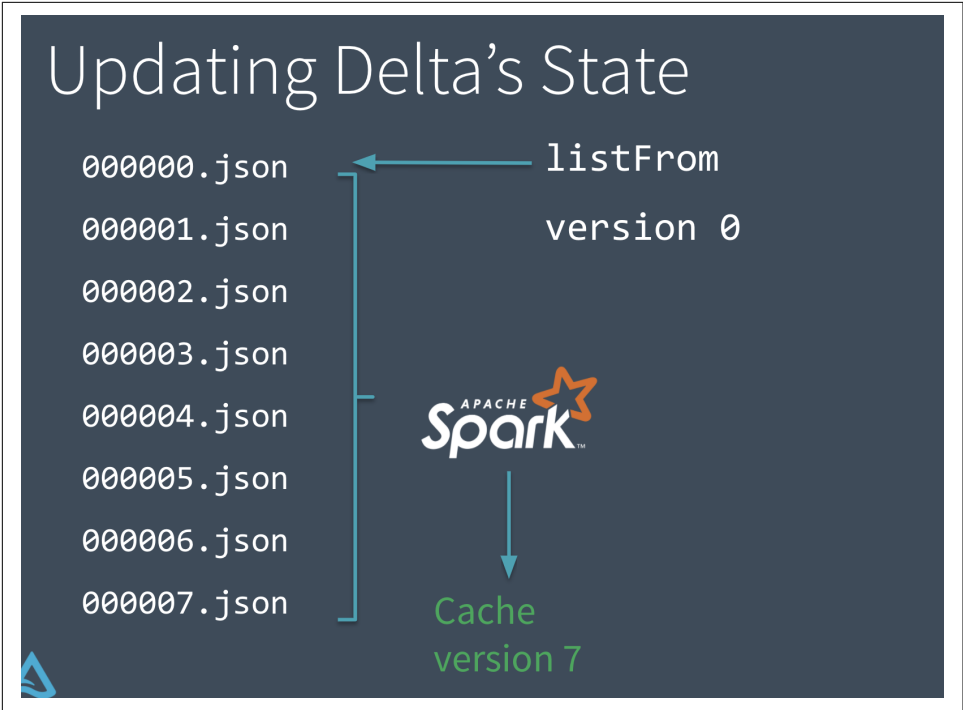 Updating Delta’s State
000000.json
000001.json
000002.json
000003.json
000004.json
000005.json
000006.json
000007.json
listFrom
version 0
APACHE
Spark™
Cache
version 7